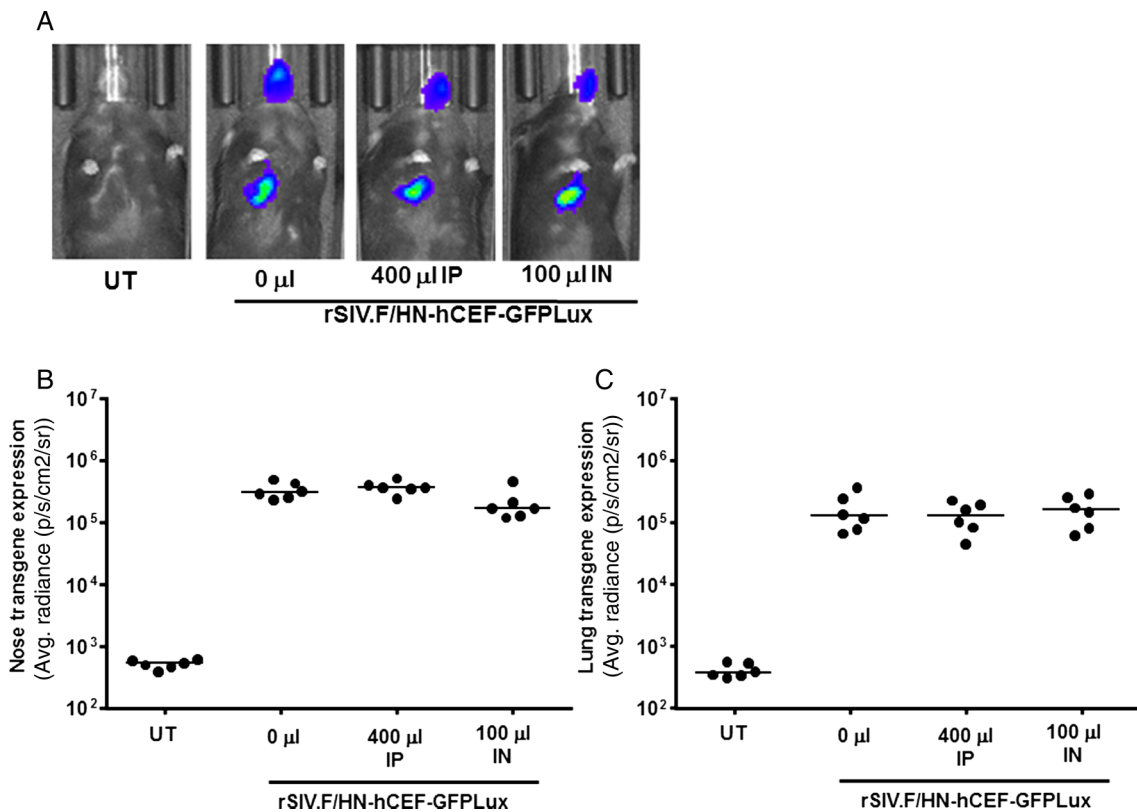 A
UT
0 µl
400 µl IP
100 µl IN
rSIV.F/HN-hCEF-GFPLux
B
Nose transgene expression
(Avg. radiance (p/s/cm2/sr))
10⁷
10⁶
10⁵
10⁴
10³
10²
UT
0 µl
400 µl
IP
100 µl
IN
rSIV.F/HN-hCEF-GFPLux
C
Lung transgene expression
(Avg. radiance (p/s/cm2/sr))
10⁷
10⁶
10⁵
10⁴
10³
10²
UT
0 µl
400 µl
IP
100 µl
IN
rSIV.F/HN-hCEF-GFPLux